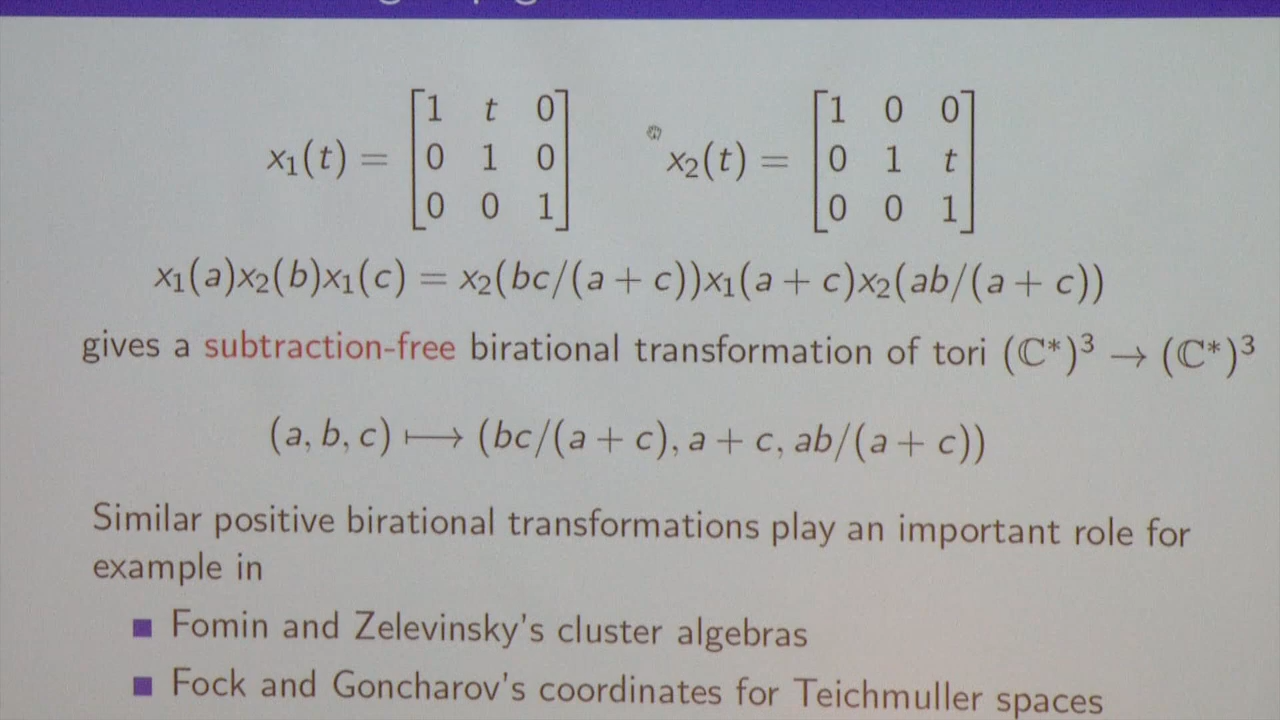 x₁(t) = [1 t 0; 0 1 0; 0 0 1] x₂(t) = [1 0 0; 0 1 t; 0 0 1]
x₁(a)x₂(b)x₁(c) = x₂(bc/(a + c))x₁(a + c)x₂(ab/(a + c))
gives a subtraction-free birational transformation of tori (ℂ*)³ → (ℂ*)³
(a, b, c) ⟼ (bc/(a + c), a + c, ab/(a + c))
Similar positive birational transformations play an important role for
example in
■ Fomin and Zelevinsky's cluster algebras
■ Fock and Goncharov's coordinates for Teichmuller spaces